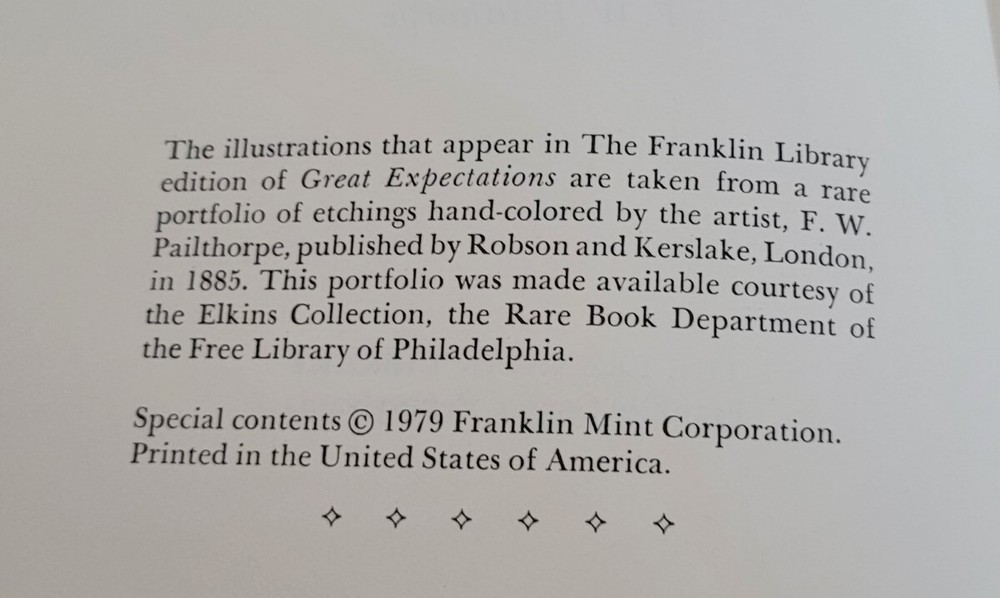 The illustrations that appear in The Franklin Library
edition of Great Expectations are taken from a rare
portfolio of etchings hand-colored by the artist, F. W.
Pailthorpe, published by Robson and Kerslake, London,
in 1885. This portfolio was made available courtesy of
the Elkins Collection, the Rare Book Department of
the Free Library of Philadelphia.
Special contents © 1979 Franklin Mint Corporation.
Printed in the United States of America.